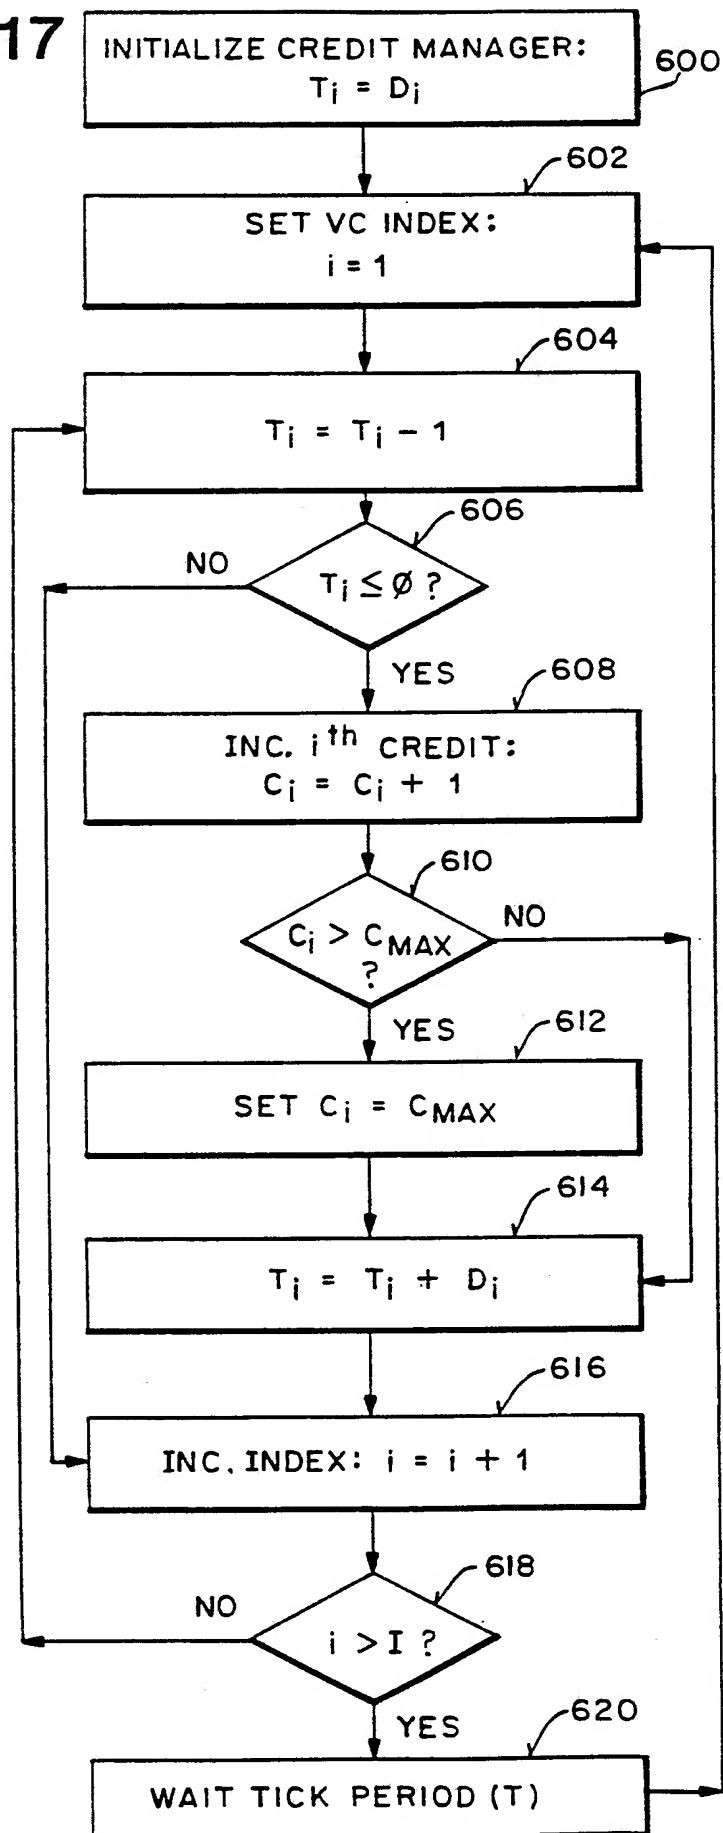 17
INITIALIZE CREDIT MANAGER:
Ti = Di
600
602
SET VC INDEX:
i = 1
604
Ti = Ti - 1
606
NO
Ti ≤ Ø ?
YES
608
INC. ith CREDIT:
Ci = Ci + 1
610
Ci > CMAX
?
NO
YES
612
SET Ci = CMAX
614
Ti = Ti + Di
616
INC. INDEX: i = i + 1
618
NO
i > I ?
YES
620
WAIT TICK PERIOD (T)